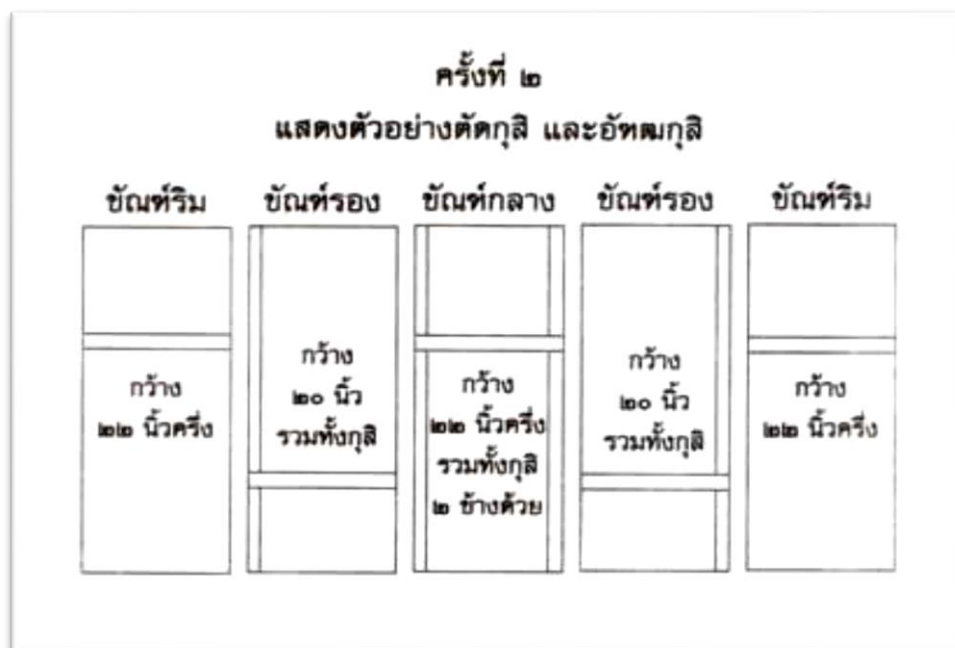 ครั้งที่ ๒
แสดงตัวอย่างตัดกุสิ และอัฑฒกุสิ
ขัณฑ์ริม ขัณฑ์รอง ขัณฑ์กลาง ขัณฑ์รอง ขัณฑ์ริม
กว้าง
๒๒ นิ้วครึ่ง
กว้าง
๒๐ นิ้ว
รวมทั้งกุสิ
กว้าง
๒๒ นิ้วครึ่ง
รวมทั้งกุสิ
๒ ข้างด้วย
กว้าง
๒๐ นิ้ว
รวมทั้งกุสิ
กว้าง
๒๒ นิ้วครึ่ง